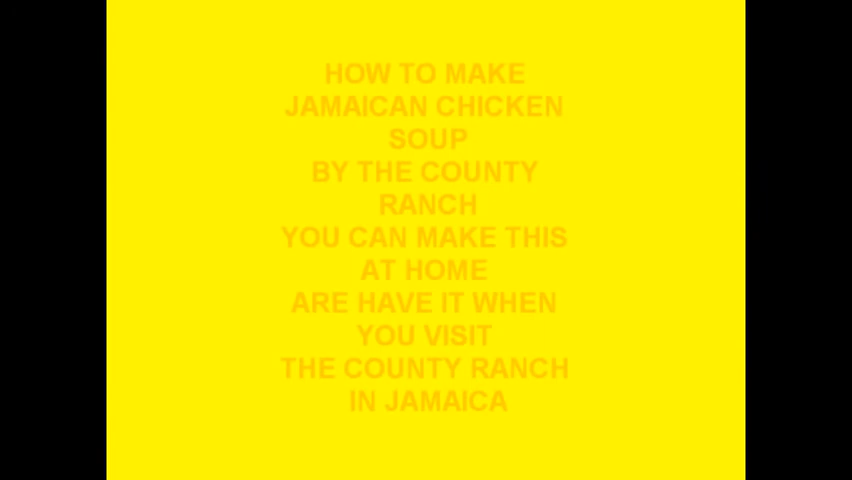 HOW TO MAKE
JAMAICAN CHICKEN
SOUP
BY THE COUNTY
RANCH
YOU CAN MAKE THIS
AT HOME
ARE HAVE IT WHEN
YOU VISIT
THE COUNTY RANCH
IN JAMAICA